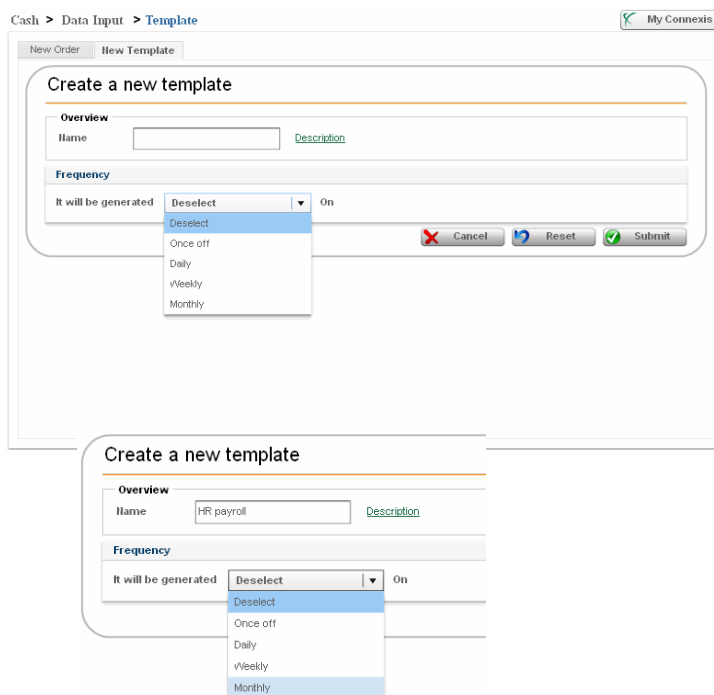 Cash > Data Input > Template
My Connexis
New Order New Template
Create a new template
Overview
Name Description
Frequency
It will be generated Deselect On
Deselect
Once off
Daily
Weekly
Monthly
Cancel Reset Submit
Create a new template
Overview
Name HR payroll Description
Frequency
It will be generated Deselect On
Deselect
Once off
Daily
Weekly
Monthly